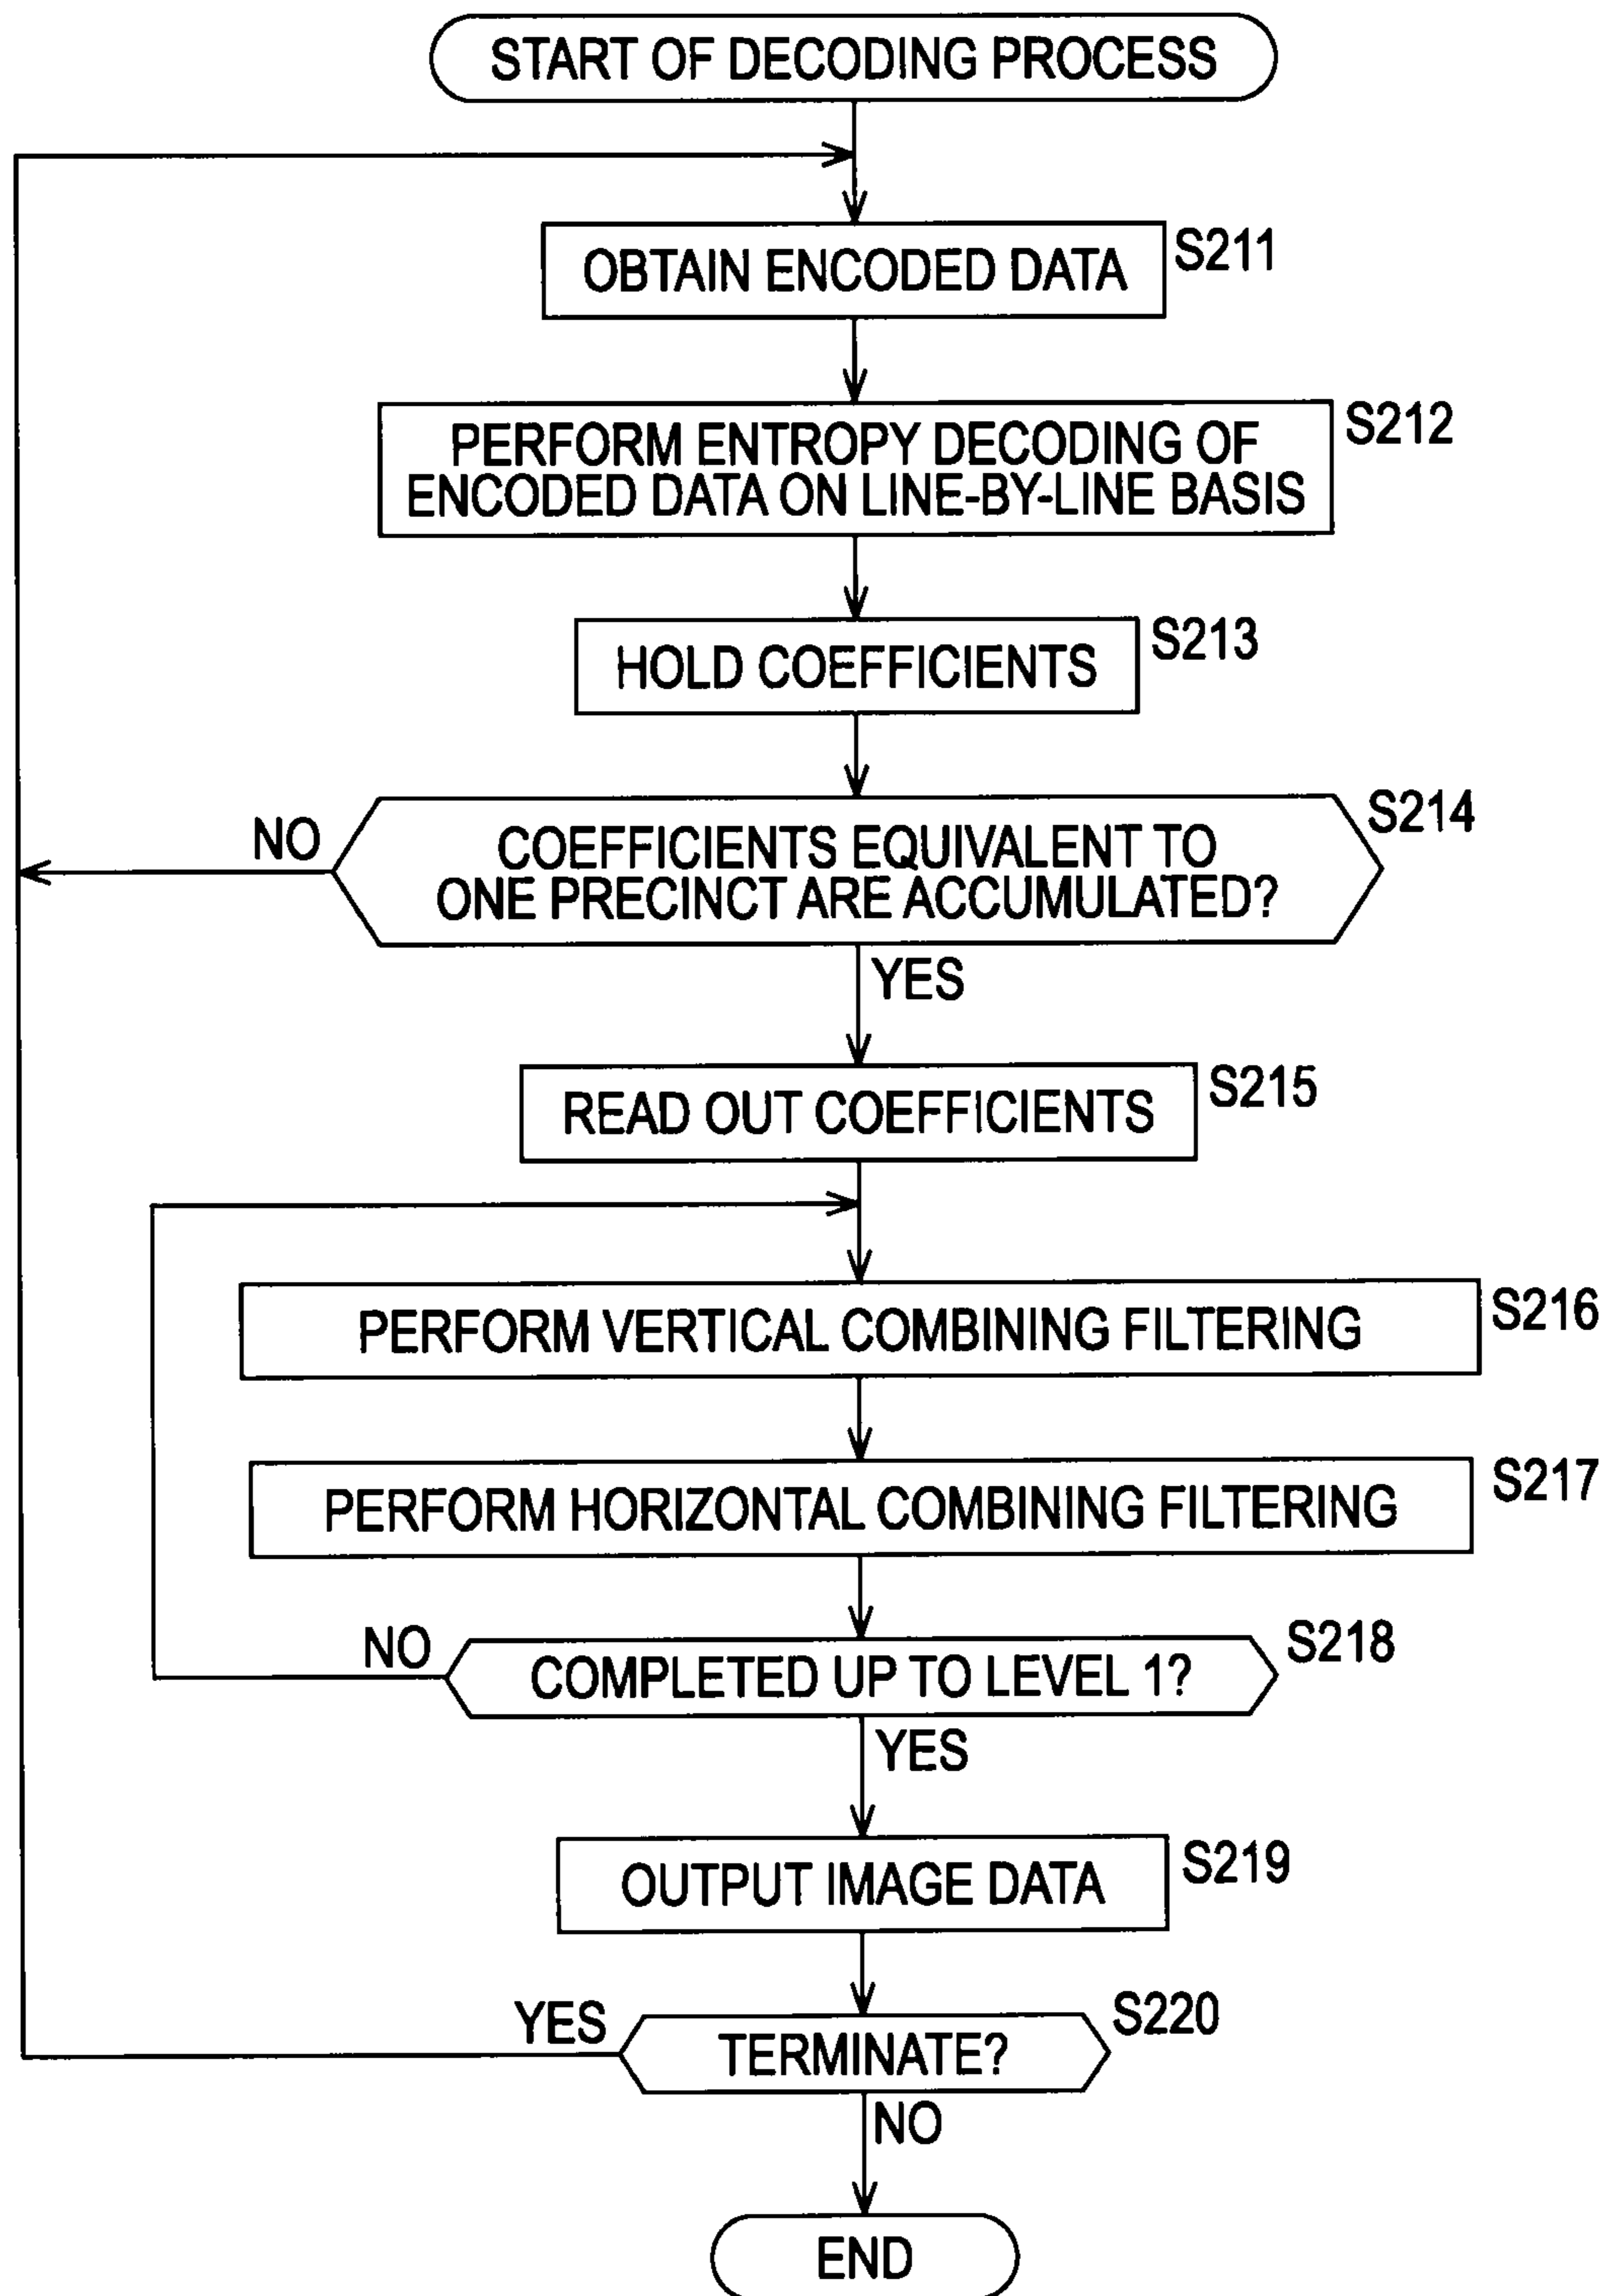 START OF DECODING PROCESS
OBTAIN ENCODED DATA
S211
PERFORM ENTROPY DECODING OF
ENCODED DATA ON LINE-BY-LINE BASIS
S212
HOLD COEFFICIENTS
S213
COEFFICIENTS EQUIVALENT TO
ONE PRECINCT ARE ACCUMULATED?
S214
NO
YES
READ OUT COEFFICIENTS
S215
PERFORM VERTICAL COMBINING FILTERING
S216
PERFORM HORIZONTAL COMBINING FILTERING
S217
COMPLETED UP TO LEVEL 1?
S218
NO
YES
OUTPUT IMAGE DATA
S219
TERMINATE?
S220
YES
NO
END